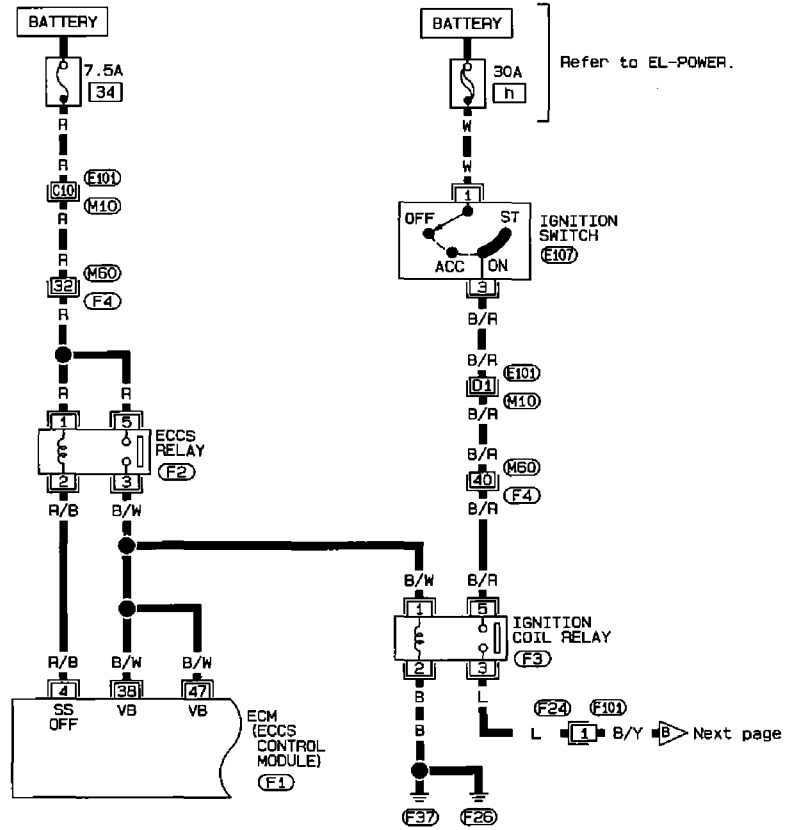 BATTERY
7.5A
34
R
R
C10
E101
M10
R
R
32
M60
F4
R
R
R
1
5
ECCS
RELAY
F2
2
3
R/B
B/W
R/B
B/W
B/W
4
38
47
SS
OFF
VB
VB
ECM
(ECCS
CONTROL
MODULE)
F1
BATTERY
30A
h
Refer to EL-POWER.
W
W
1
OFF
ST
ACC
ON
IGNITION
SWITCH
E107
3
B/R
B/R
D1
E101
M10
B/R
B/R
40
M60
F4
B/R
B/W
B/R
1
5
IGNITION
COIL RELAY
F3
2
3
B
L
B
F24
F101
L
1
B/Y
B
Next page
F37
F26